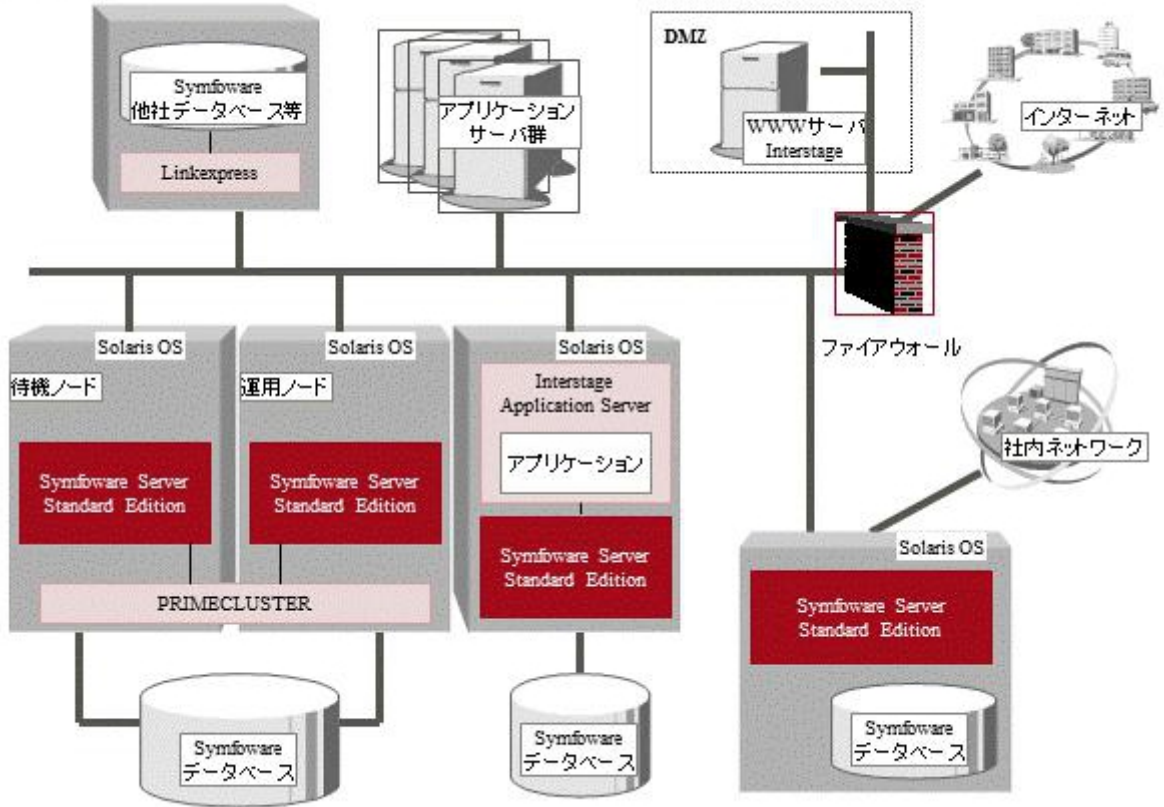 Symfoware
他社データベース等
Linkexpress
アプリケーション
サーバ群
DMZ
WWWサーバ
Interstage
インターネット
ファイアウォール
Solaris OS
待機ノード
Symfoware Server
Standard Edition
Solaris OS
運用ノード
Symfoware Server
Standard Edition
PRIMECLUSTER
Symfoware
データベース
Solaris OS
Interstage
Application Server
アプリケーション
Symfoware Server
Standard Edition
Symfoware
データベース
社内ネットワーク
Solaris OS
Symfoware Server
Standard Edition
Symfoware
データベース